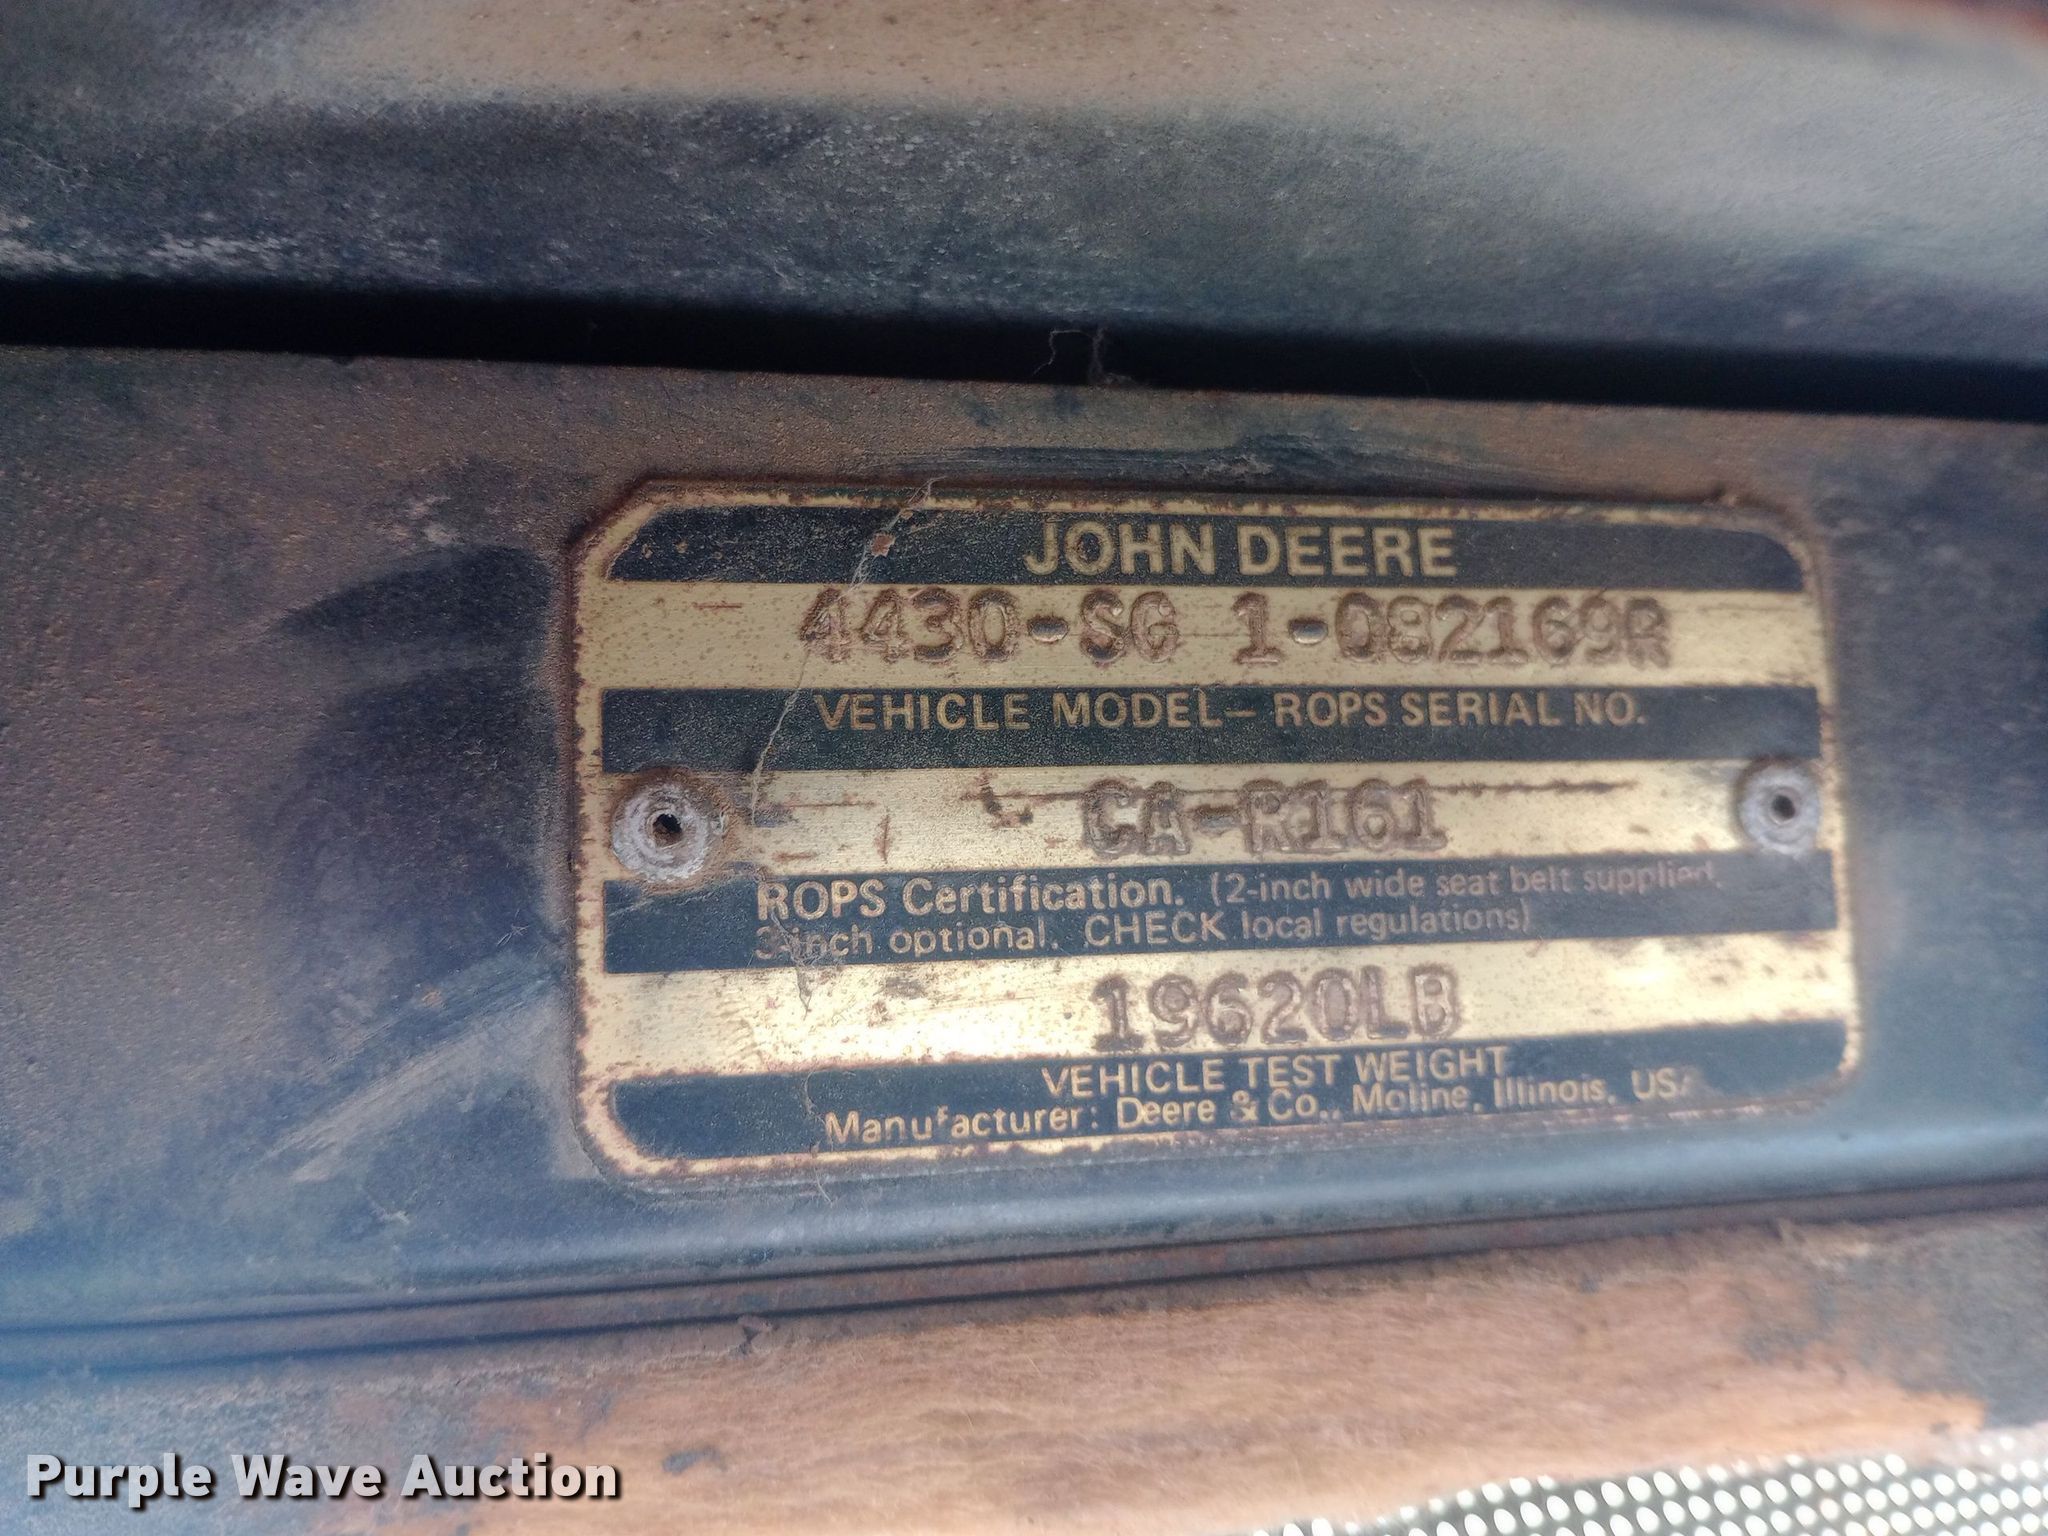 JOHN DEERE
4430-SG 1-082169R
VEHICLE MODEL- ROPS SERIAL NO.
CA-R161
ROPS Certification. (2-inch wide seat belt supplied.
3-inch optional. CHECK local regulations)
19620LB
VEHICLE TEST WEIGHT
Manufacturer: Deere & Co., Moline, Illinois, USA
Purple Wave Auction